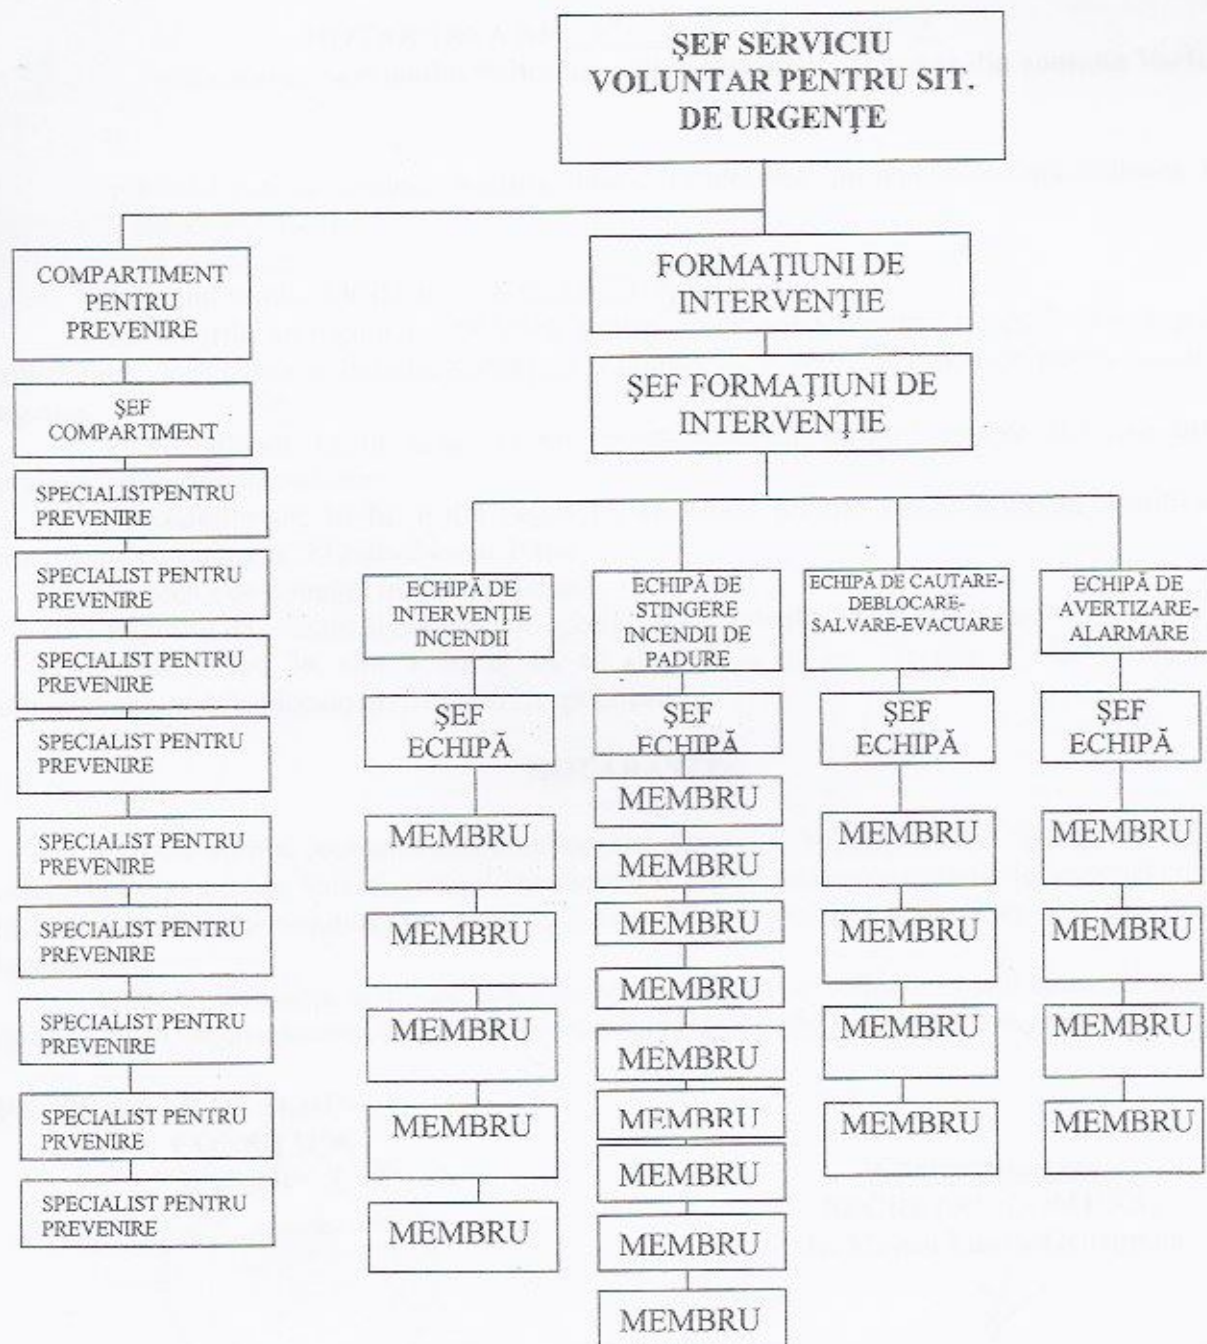 ŞEF SERVICIU
VOLUNTAR PENTRU SIT.
DE URGENŢE
COMPARTIMENT
PENTRU
PREVENIRE
FORMAŢIUNI DE
INTERVENŢIE
ŞEF FORMAŢIUNI DE
INTERVENŢIE
ŞEF
COMPARTIMENT
SPECIALISTPENTRU
PREVENIRE
SPECIALIST PENTRU
PREVENIRE
SPECIALIST PENTRU
PREVENIRE
SPECIALIST PENTRU
PREVENIRE
SPECIALIST PENTRU
PREVENIRE
SPECIALIST PENTRU
PREVENIRE
SPECIALIST PENTRU
PREVENIRE
SPECIALIST PENTRU
PRVENIRE
SPECIALIST PENTRU
PREVENIRE
ECHIPĂ DE
INTERVENŢIE
INCENDII
ŞEF
ECHIPĂ
MEMBRU
MEMBRU
MEMBRU
MEMBRU
MEMBRU
ECHIPĂ DE
STINGERE
INCENDII DE
PADURE
ŞEF
ECHIPĂ
MEMBRU
MEMBRU
MEMBRU
MEMBRU
MEMBRU
MEMBRU
MEMBRU
MEMBRU
MEMBRU
ECHIPĂ DE CAUTARE-
DEBLOCARE-
SALVARE-EVACUARE
ŞEF
ECHIPĂ
MEMBRU
MEMBRU
MEMBRU
MEMBRU
ECHIPĂ DE
AVERTIZARE-
ALARMARE
ŞEF
ECHIPĂ
MEMBRU
MEMBRU
MEMBRU
MEMBRU